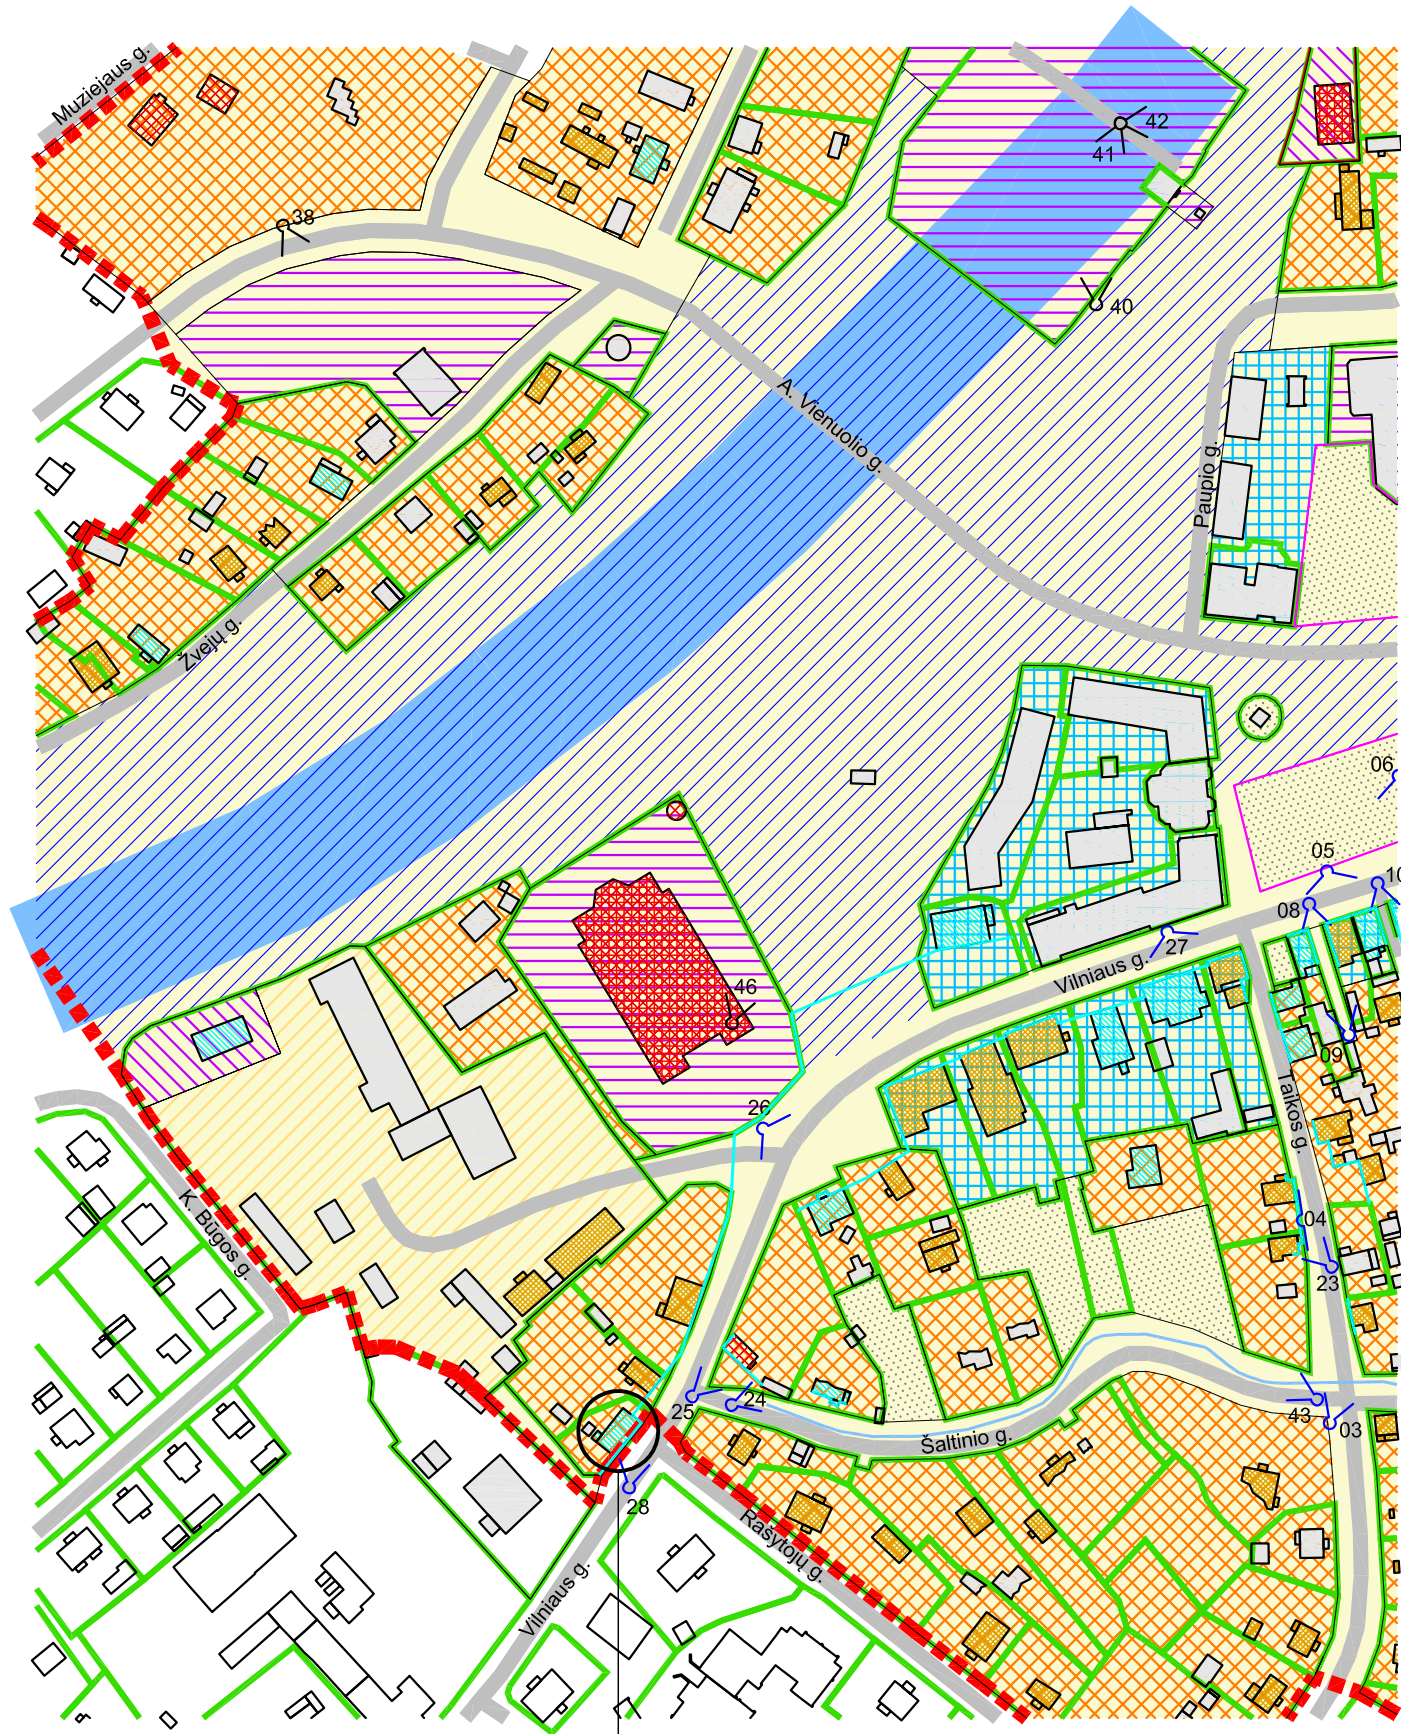 Muziejaus g.
42
41
38
40
A. Vienuolio g.
Paupio g.
Žvejų g.
06
05
10
08
27
Vilniaus g.
46
09
26
Taikos g.
K. Būgos g.
04
23
25
24
43
03
Šaltinio g.
28
Rašytojų g.
Vilniaus g.